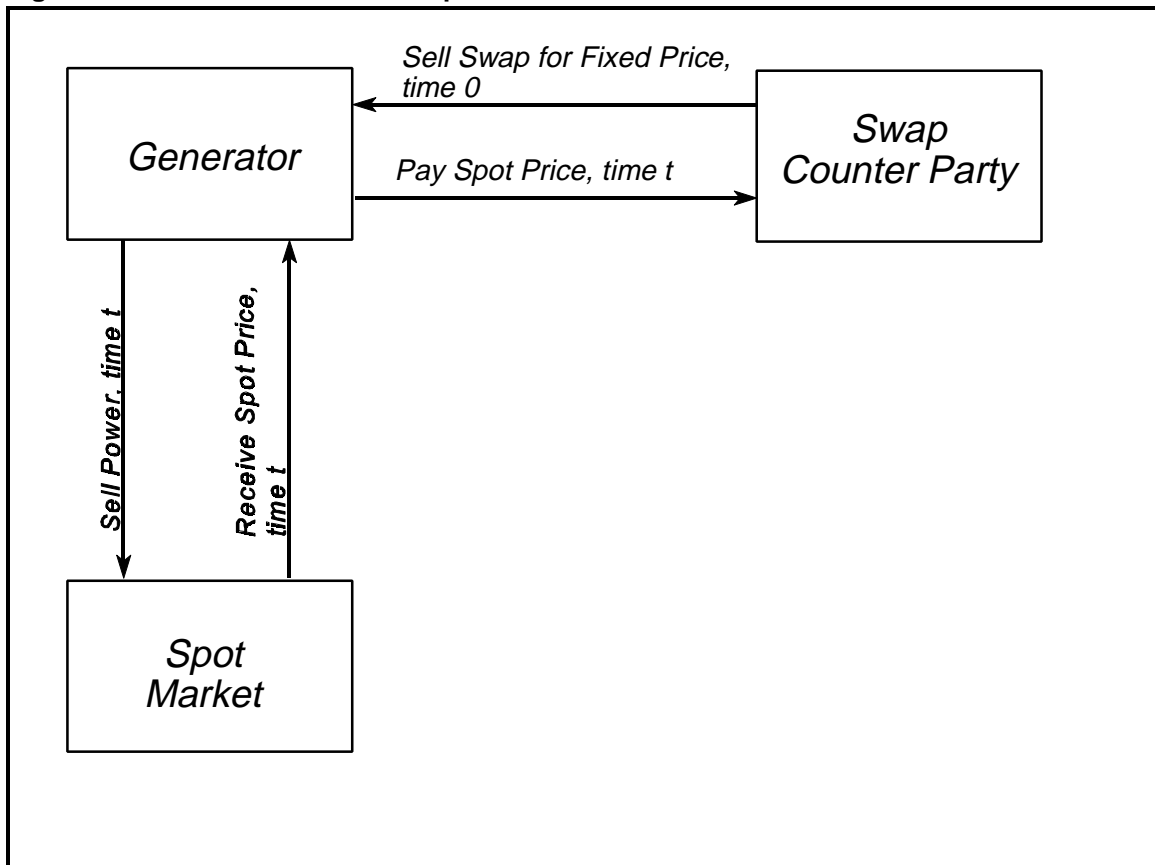 Sell Swap for Fixed Price,
time 0
Generator
Swap
Counter Party
Pay Spot Price, time t
Sell Power, time t
Receive Spot Price,
time t
Spot
Market